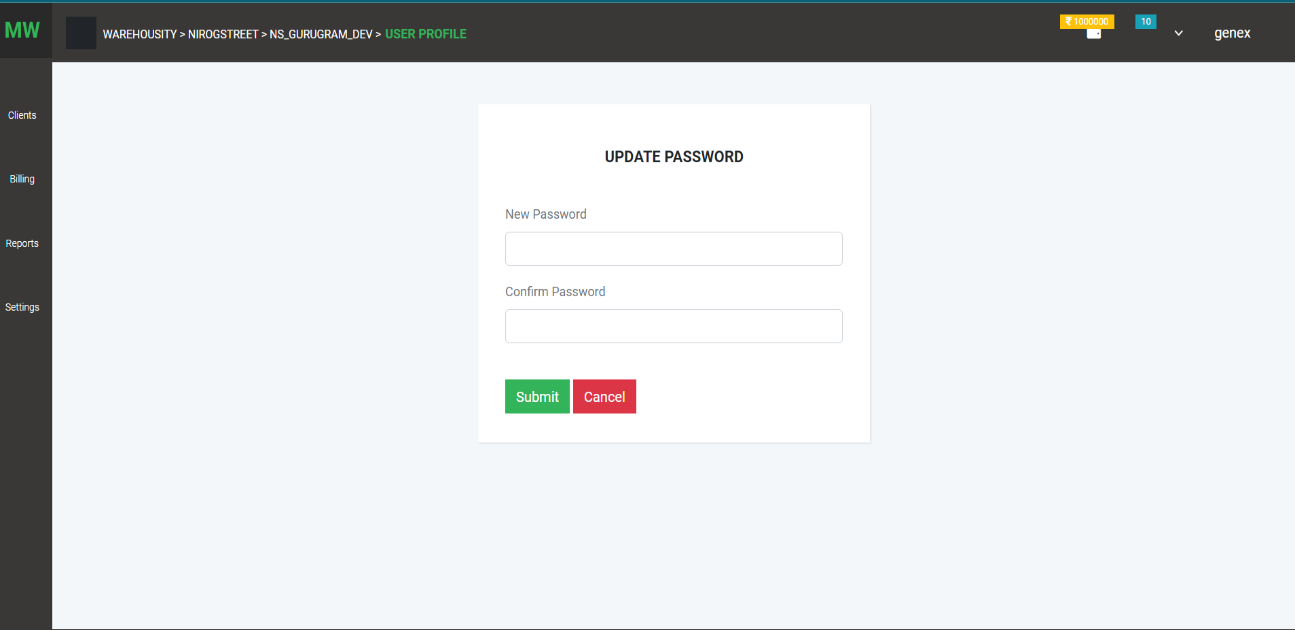 MW
WAREHOUSITY > NIROGSTREET > NS_GURUGRAM_DEV > USER PROFILE
₹ 1000000
10
genex
Clients
Billing
Reports
Settings
UPDATE PASSWORD
New Password
Confirm Password
Submit Cancel